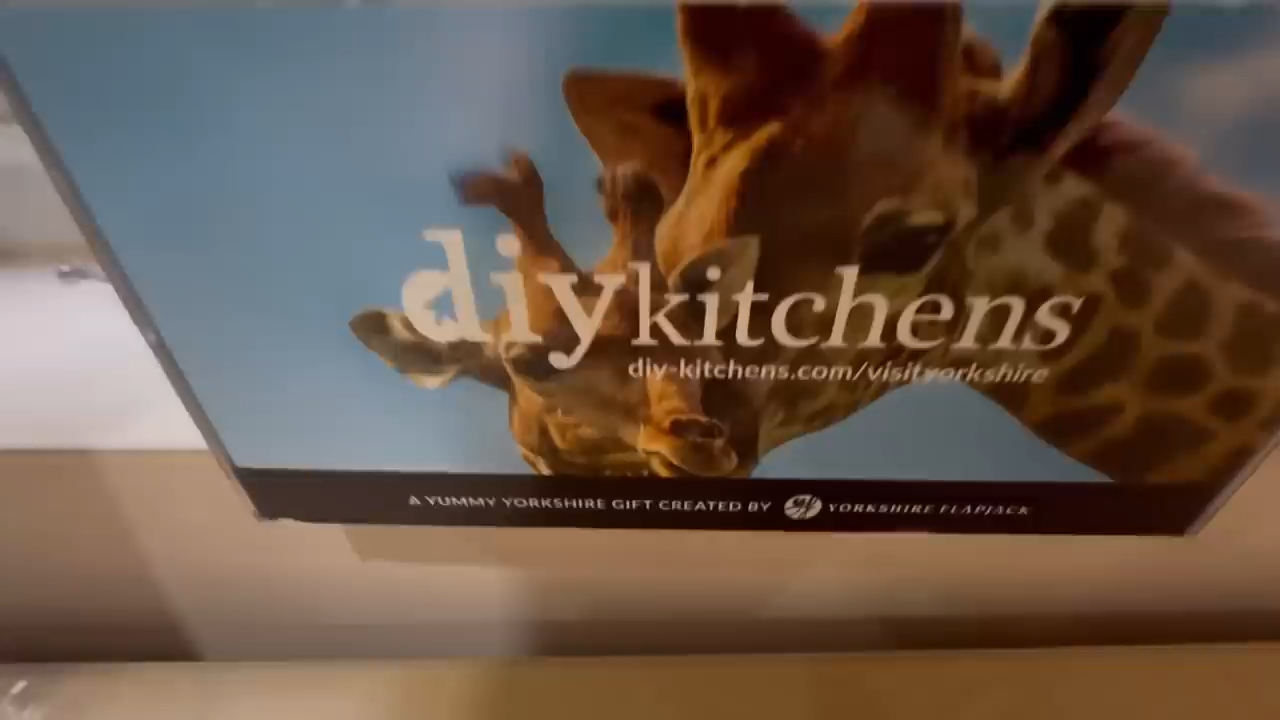 diykitchens
diy-kitchens.com/visityorkshire
A YUMMY YORKSHIRE GIFT CREATED BY YORKSHIRE FLAPJACK